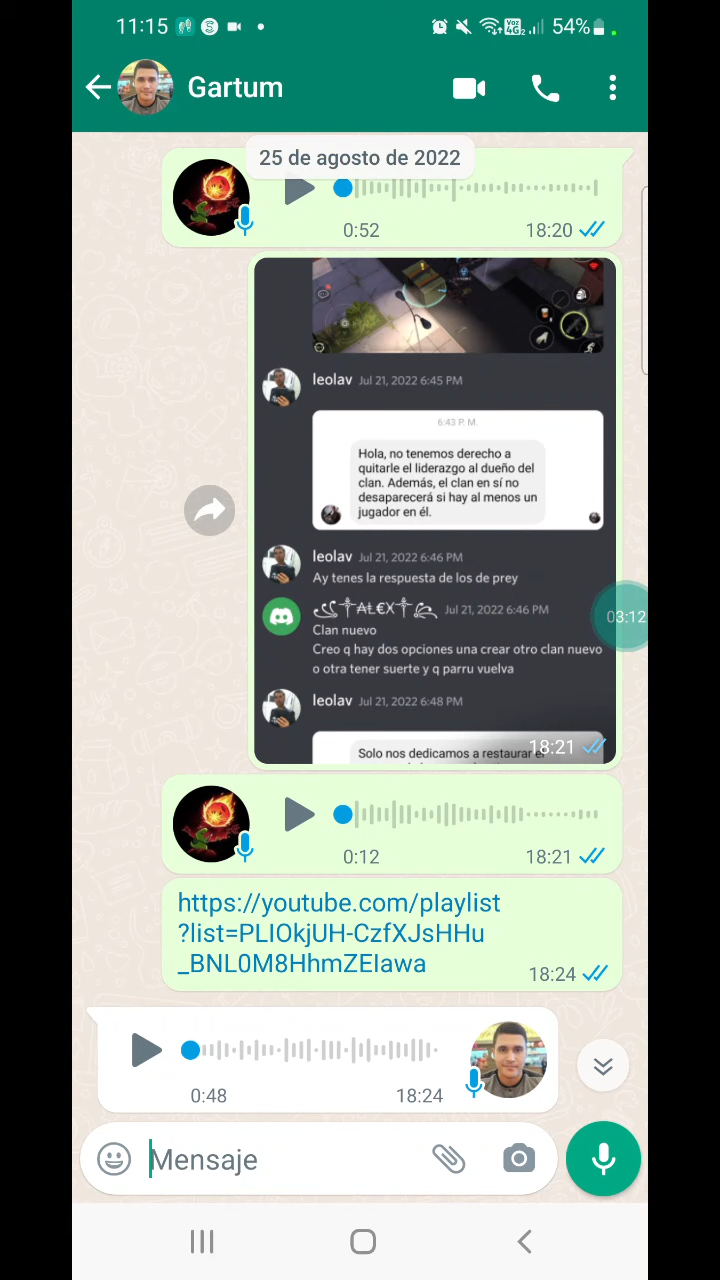 11:15
Voz
4G2
54%
Gartum
25 de agosto de 2022
0:52
18:20
leolav Jul 21, 2022 6:45 PM
6:43 P. M.
Hola, no tenemos derecho a
quitarle el liderazgo al dueño del
clan. Además, el clan en sí no
desaparecerá si hay al menos un
jugador en él.
leolav Jul 21, 2022 6:46 PM
Ay tenes la respuesta de los de prey
Jul 21, 2022 6:46 PM
03:12
Clan nuevo
Creo q hay dos opciones una crear otro clan nuevo
o otra tener suerte y q parru vuelva
leolav Jul 21, 2022 6:48 PM
Solo nos dedicamos a restaurar el
18:21
0:12
18:21
https://youtube.com/playlist
?list=PLIOkjUH-CzfXJsHHu
_BNL0M8HhmZEIawa
18:24
0:48
18:24
Mensaje